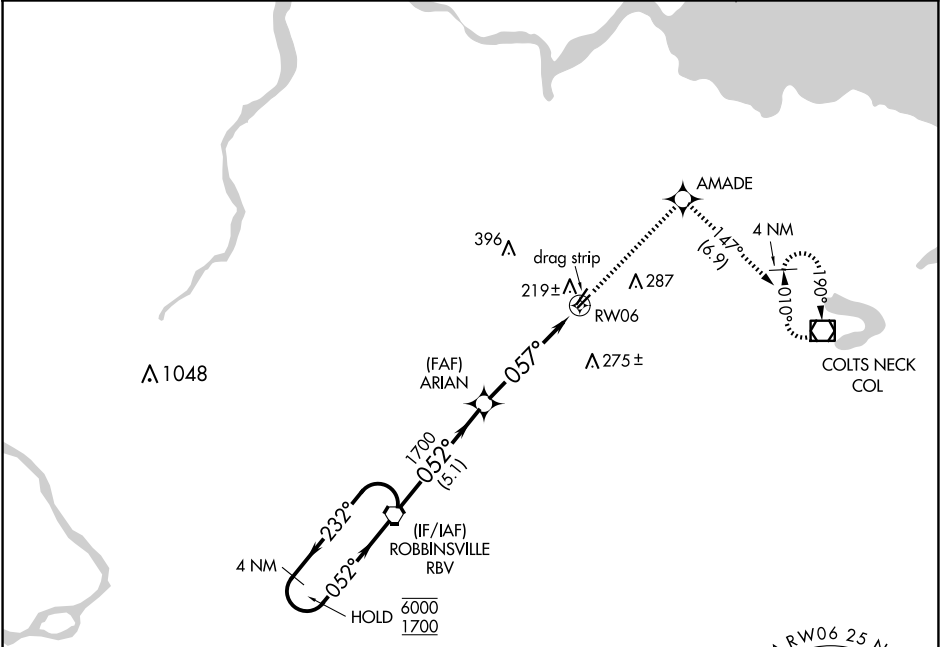 AMADE
4 NM
147°
(6.9)
396
drag strip
219±
287
RW06
190°
010°
COLTS NECK
COL
(FAF)
ARIAN
057°
275±
1048
1700
052°
(5.1)
232°
(IF/IAF)
ROBBINSVILLE
RBV
4 NM
052°
HOLD
6000
1700
RW06 25 N